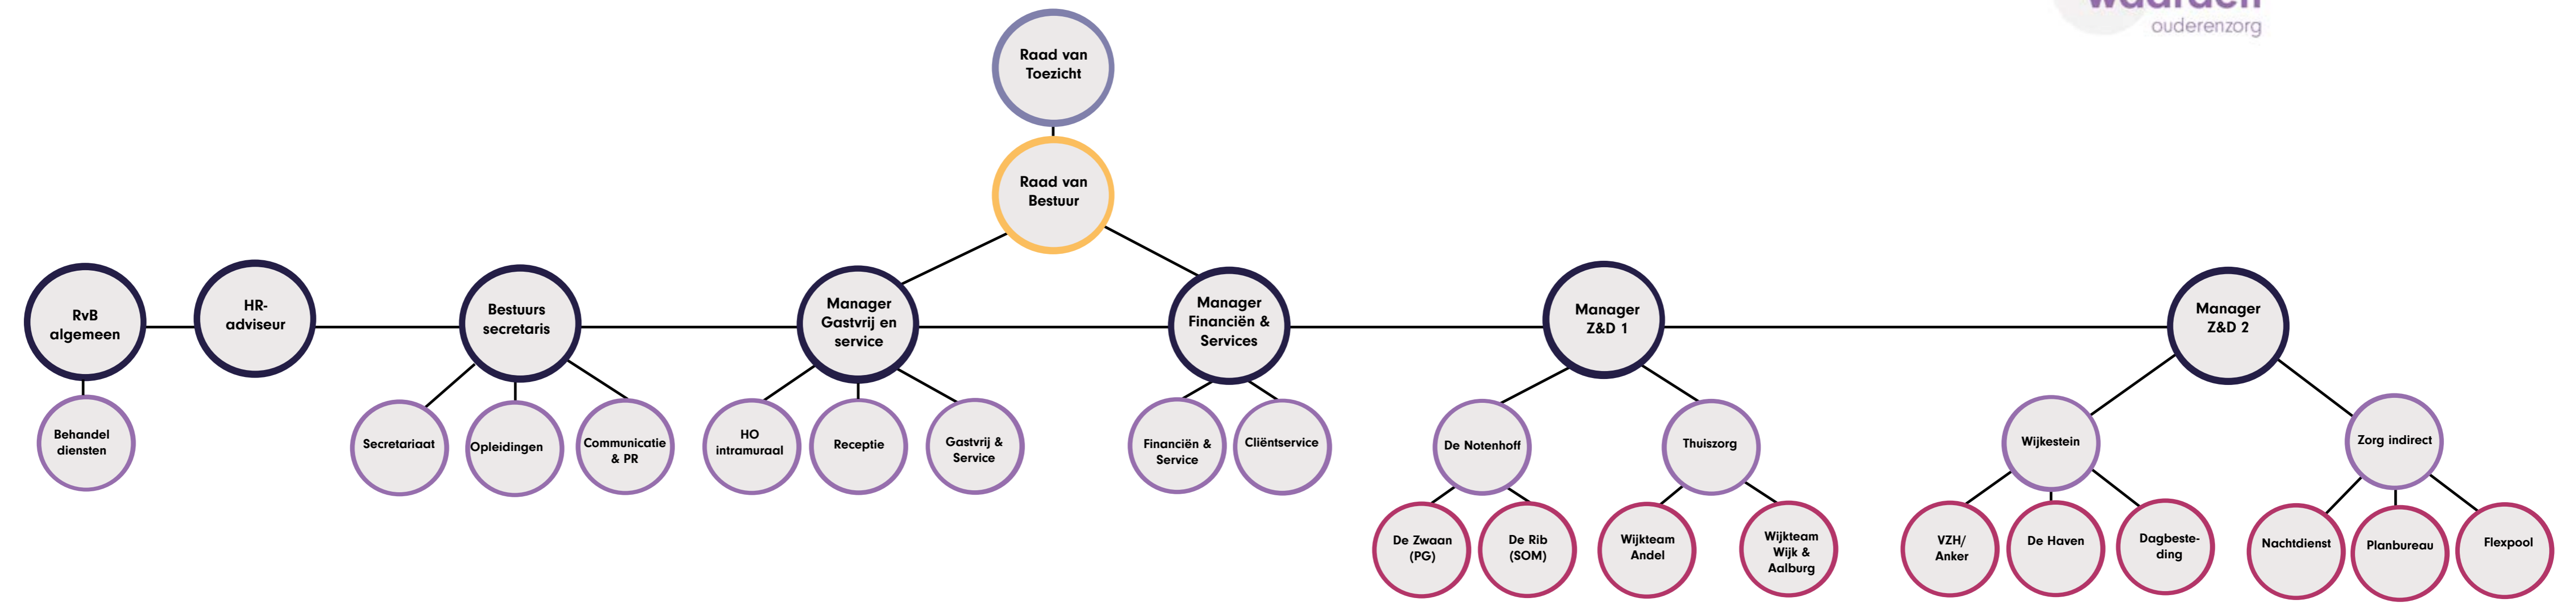 waarden
ouderenzorg
Raad van
Toezicht
Raad van
Bestuur
RvB
algemeen
HR-
adviseur
Bestuurs
secretaris
Manager
Gastvrij en
service
Manager
Financiën &
Services
Manager
Z&D 1
Manager
Z&D 2
Behandel
diensten
Secretariaat
Opleidingen
Communicatie
& PR
HO
intramuraal
Receptie
Gastvrij &
Service
Financiën &
Service
Cliëntservice
De Notenhoff
Thuiszorg
Wijkestein
Zorg indirect
De Zwaan
(PG)
De Rib
(SOM)
Wijkteam
Andel
Wijkteam
Wijk &
Aalburg
VZH/
Anker
De Haven
Dagbeste-
ding
Nachtdienst
Planbureau
Flexpool